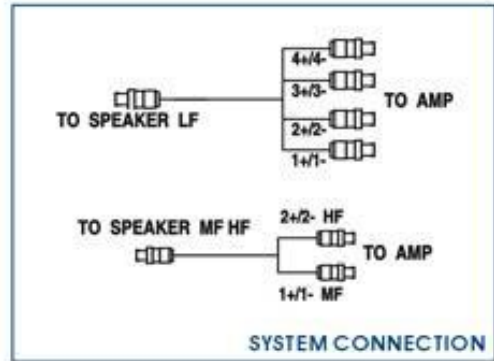 4+/4-
3+/3-
TO AMP
TO SPEAKER LF
2+/2-
1+/1-
2+/2- HF
TO SPEAKER MF HF
TO AMP
1+/1- MF
SYSTEM CONNECTION